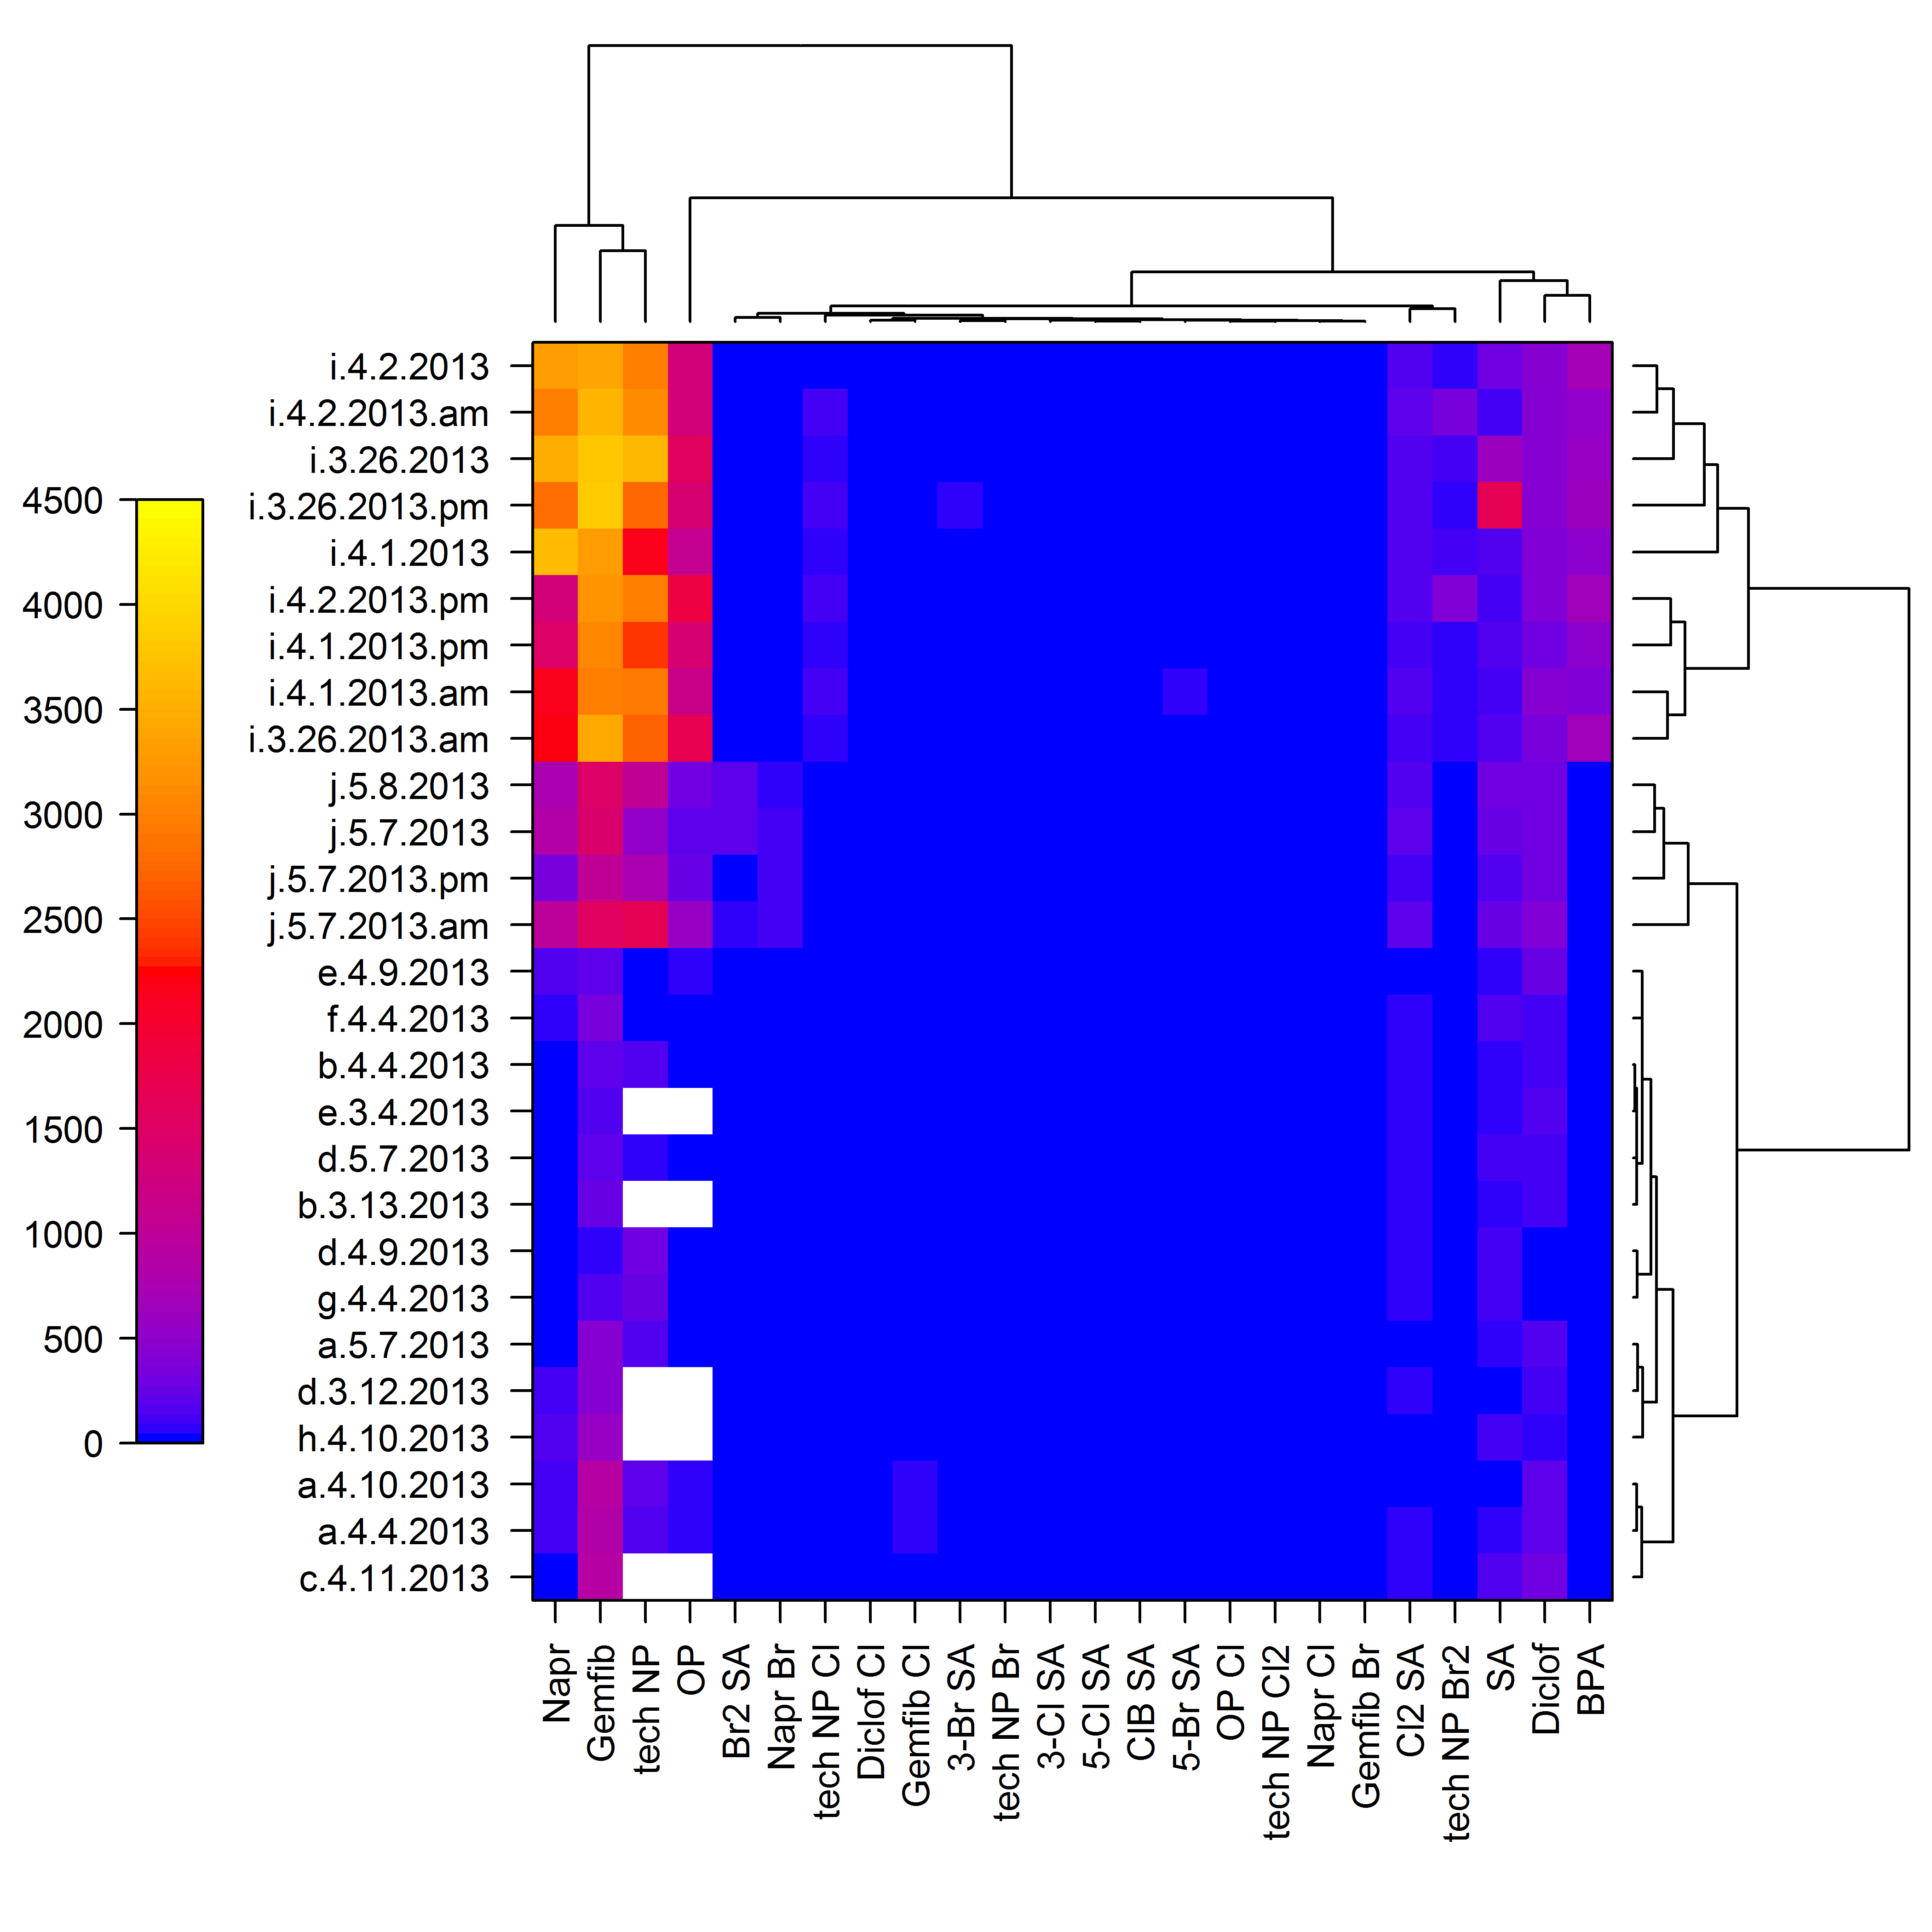 4500
4000
3500
3000
2500
2000
1500
1000
500
0
i.4.2.2013
i.4.2.2013.am
i.3.26.2013
i.3.26.2013.pm
i.4.1.2013
i.4.2.2013.pm
i.4.1.2013.pm
i.4.1.2013.am
i.3.26.2013.am
j.5.8.2013
j.5.7.2013
j.5.7.2013.pm
j.5.7.2013.am
e.4.9.2013
f.4.4.2013
b.4.4.2013
e.3.4.2013
d.5.7.2013
b.3.13.2013
d.4.9.2013
g.4.4.2013
a.5.7.2013
d.3.12.2013
h.4.10.2013
a.4.10.2013
a.4.4.2013
c.4.11.2013
Napr
Gemfib
tech NP
OP
Br2 SA
Napr Br
tech NP Cl
Diclof Cl
Gemfib Cl
3-Br SA
tech NP Br
3-Cl SA
5-Cl SA
ClB SA
5-Br SA
OP Cl
tech NP Cl2
Napr Cl
Gemfib Br
Cl2 SA
tech NP Br2
SA
Diclof
BPA